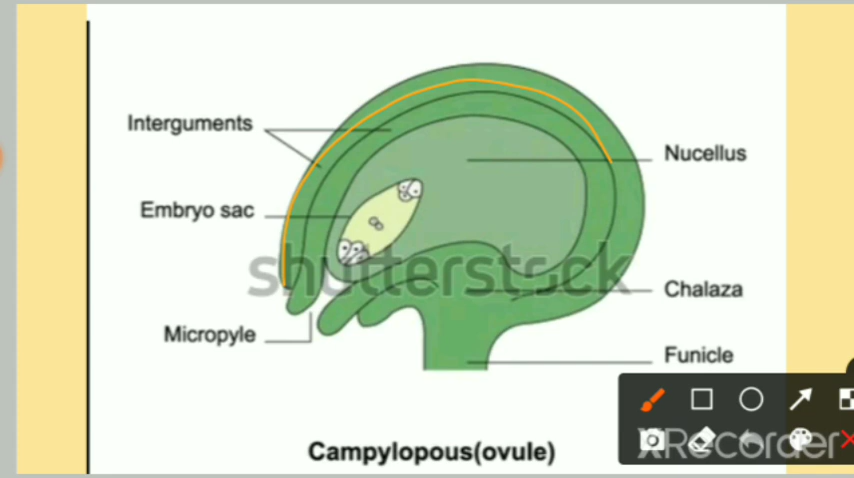 Interguments
Nucellus
Embryo sac
shutterstock
Chalaza
Micropyle
Funicle
XRecorder
Campylopous(ovule)